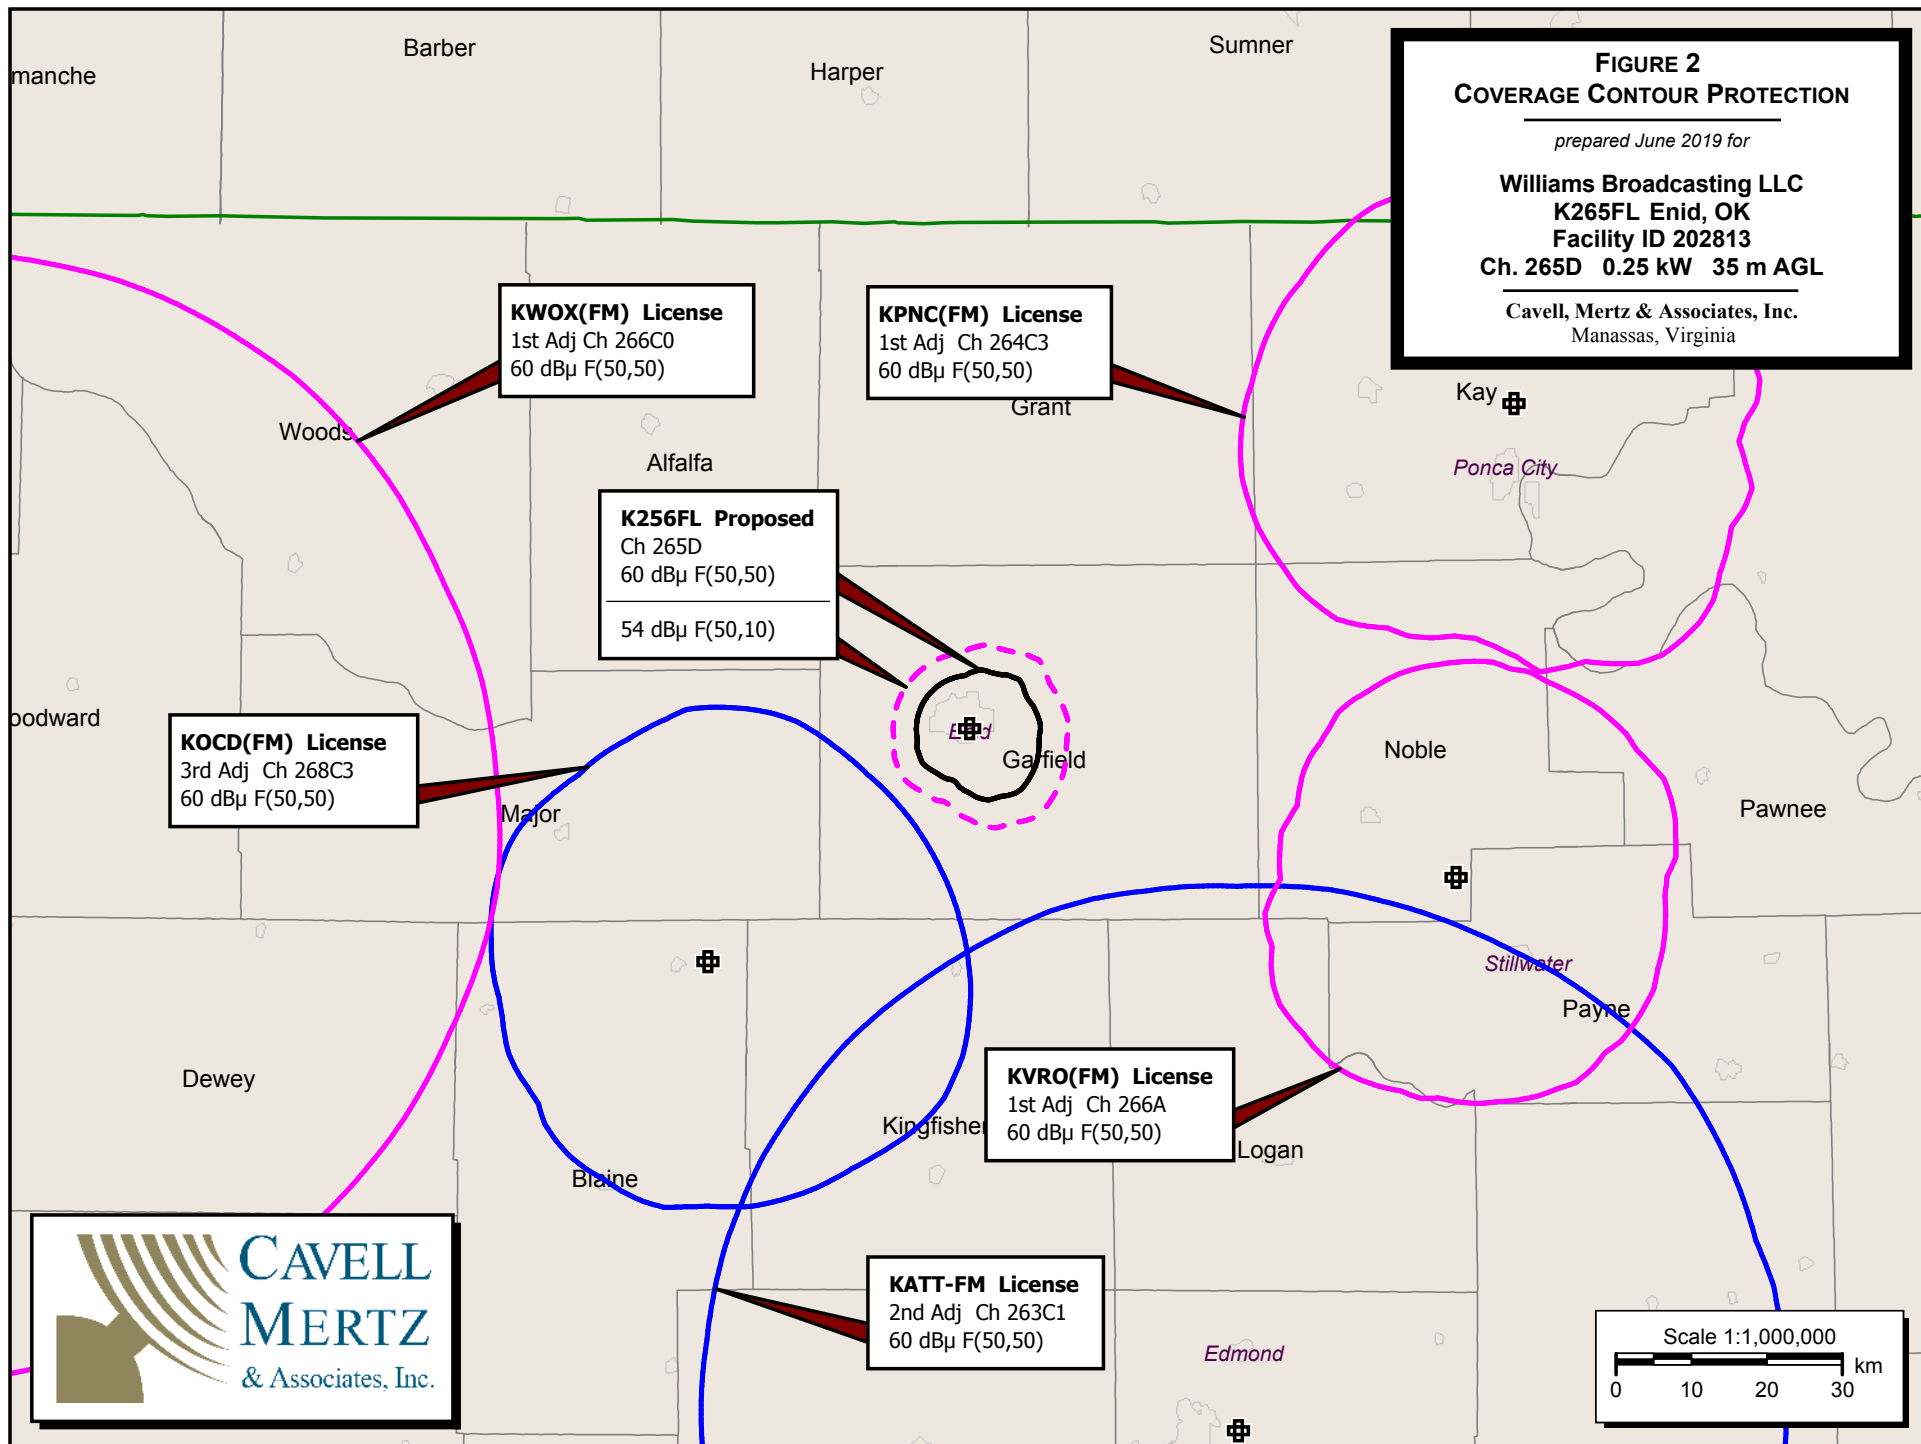 Barber
Harper
Sumner
manche
FIGURE 2
COVERAGE CONTOUR PROTECTION
prepared June 2019 for
Williams Broadcasting LLC
K265FL Enid, OK
Facility ID 202813
Ch. 265D 0.25 kW 35 m AGL
Cavell, Mertz & Associates, Inc.
Manassas, Virginia
KWOX(FM) License
1st Adj Ch 266C0
60 dBµ F(50,50)
KPNC(FM) License
1st Adj Ch 264C3
60 dBµ F(50,50)
Grant
Kay
Woods
Alfalfa
Ponca City
K256FL Proposed
Ch 265D
60 dBµ F(50,50)
54 dBµ F(50,10)
oodward
KOCD(FM) License
3rd Adj Ch 268C3
60 dBµ F(50,50)
Enid
Garfield
Noble
Major
Pawnee
Stillwater
Payne
Dewey
KVRO(FM) License
1st Adj Ch 266A
60 dBµ F(50,50)
Kingfisher
Logan
Blaine
CAVELL
MERTZ
& Associates, Inc.
KATT-FM License
2nd Adj Ch 263C1
60 dBµ F(50,50)
Edmond
Scale 1:1,000,000
km
0 10 20 30